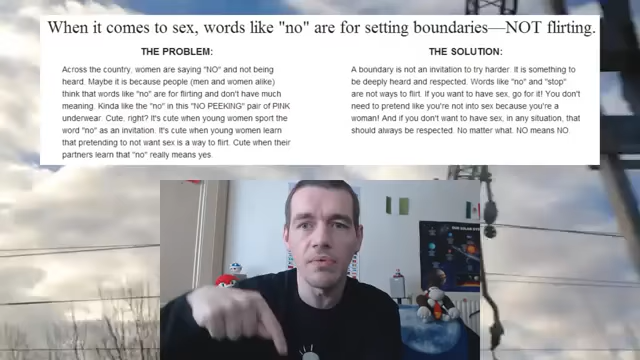 When it comes to sex, words like "no" are for setting boundaries—NOT flirting.
THE PROBLEM:
Across the country, women are saying "NO" and not being
heard. Maybe it is because people (men and women alike)
think that words like "no" are for flirting and don't have much
meaning. Kinda like the "no" in this "NO PEEKING" pair of PINK
underwear. Cute, right? It's cute when young women sport the
word "no" as an invitation. It's cute when young women learn
that pretending to not want sex is a way to flirt. Cute when their
partners learn that "no" really means yes.
THE SOLUTION:
A boundary is not an invitation to try harder. It is something to
be deeply heard and respected. Words like "no" and "stop"
are not ways to flirt. If you want to have sex, go for it! You don't
need to pretend like you're not into sex because you're a
woman! And if you don't want to have sex, in any situation, that
should always be respected. No matter what. NO means NO.